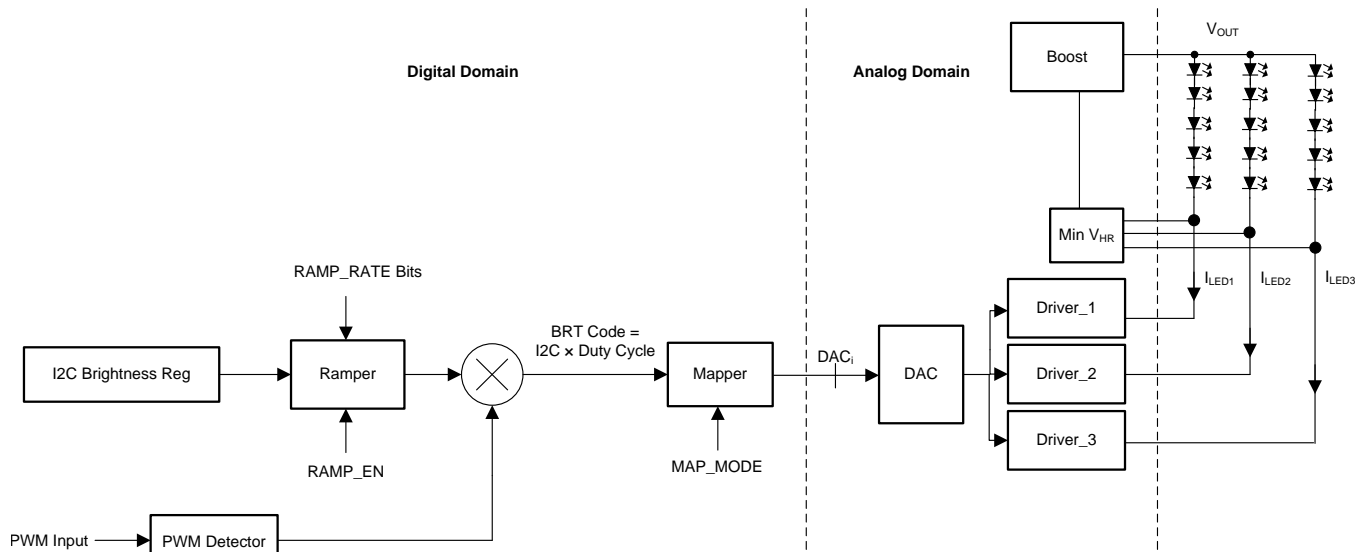 Digital Domain
Analog Domain
Boost
VOUT
Min VHR
ILED1
ILED2
ILED3
RAMP_RATE Bits
I2C Brightness Reg
Ramper
RAMP_EN
BRT Code =
I2C × Duty Cycle
Mapper
MAP_MODE
DACi
DAC
Driver_1
Driver_2
Driver_3
PWM Input
PWM Detector